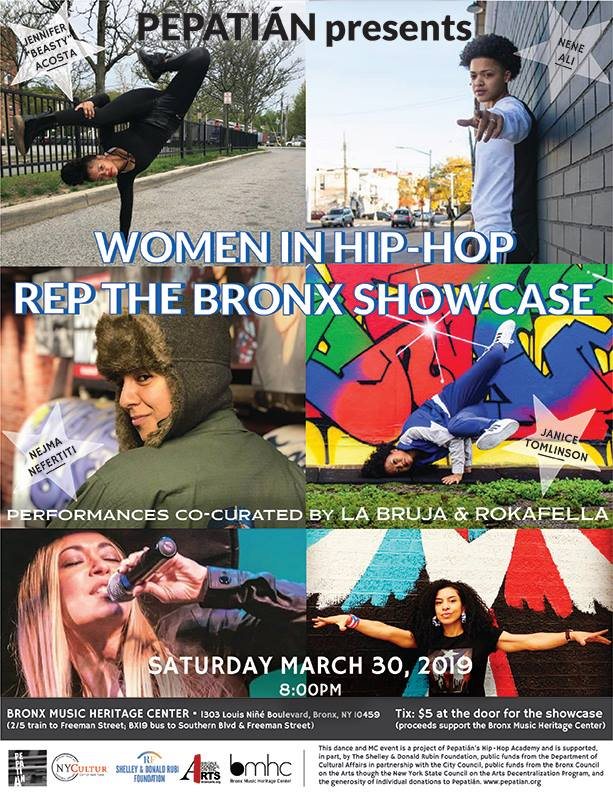 PEPATIÁN presents
JENNIFER
"BEASTY"
ACOSTA
NENE
ALI
WOMEN IN HIP-HOP
REP THE BRONX SHOWCASE
NEJMA
NEFERTITI
JANICE
TOMLINSON
PERFORMANCES CO-CURATED BY LA BRUJA & ROKAFELLA
SATURDAY MARCH 30, 2019
8:00PM
BRONX MUSIC HERITAGE CENTER • 1303 Louis Niñé Boulevard, Bronx, NY 10459
(2/5 train to Freeman Street; BX19 bus to Southern Blvd & Freeman Street)
Tix: $5 at the door for the showcase
(proceeds support the Bronx Music Heritage Center)
NYCULTURE
SHELLEY & DONALD RUBI
FOUNDATION
ARTS
bmhc
Bronx Music Heritage Center
This dance and MC event is a project of Pepatián's Hip-Hop Academy and is supported,
in part, by The Shelley & Donald Rubin Foundation, public funds from the Department of
Cultural Affairs in partnership with the City Council, public funds from the Bronx Council
on the Arts though the New York State Council on the Arts Decentralization Program, and
the generosity of Individual donations to Pepatián. www.pepatian.org